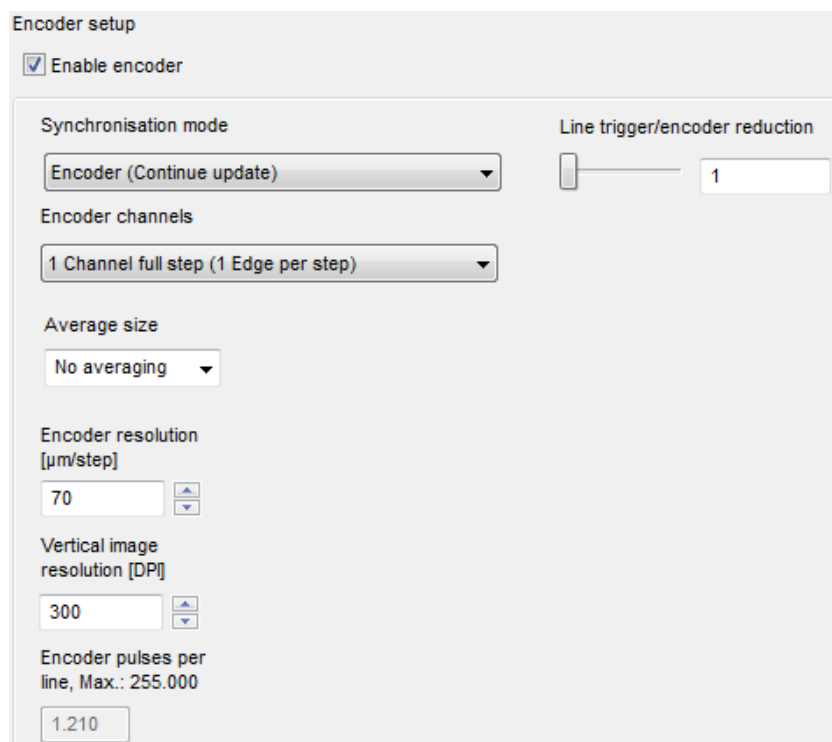 Encoder setup
Enable encoder
Synchronisation mode
Encoder (Continue update)
Line trigger/encoder reduction
1
Encoder channels
1 Channel full step (1 Edge per step)
Average size
No averaging
Encoder resolution
[µm/step]
70
Vertical image
resolution [DPI]
300
Encoder pulses per
line, Max.: 255.000
1.210